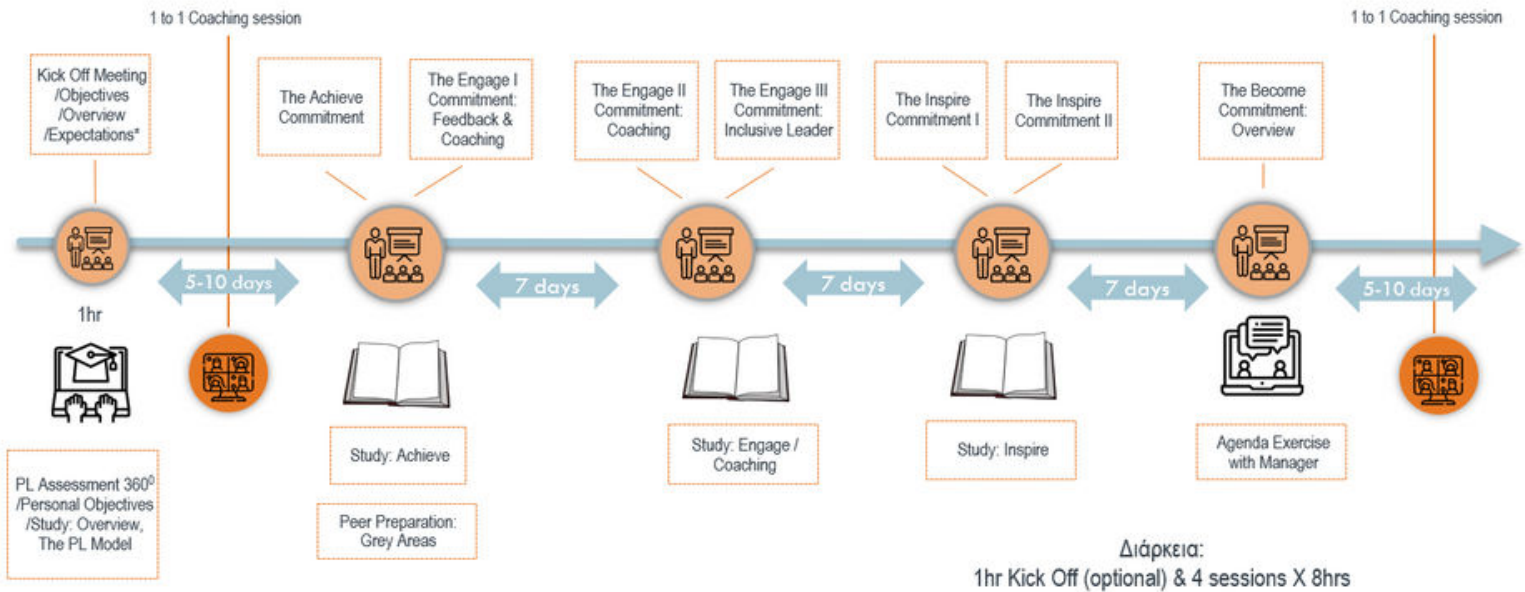 1 to 1 Coaching session
1 to 1 Coaching session
Kick Off Meeting
/Objectives
/Overview
/Expectations*
The Achieve
Commitment
The Engage I
Commitment:
Feedback &
Coaching
The Engage II
Commitment:
Coaching
The Engage III
Commitment:
Inclusive Leader
The Inspire
Commitment I
The Inspire
Commitment II
The Become
Commitment:
Overview
5-10 days
7 days
7 days
7 days
5-10 days
1hr
PL Assessment 360⁰
/Personal Objectives
/Study: Overview,
The PL Model
Study: Achieve
Peer Preparation:
Grey Areas
Study: Engage /
Coaching
Study: Inspire
Agenda Exercise
with Manager
Διάρκεια:
1hr Kick Off (optional) & 4 sessions X 8hrs